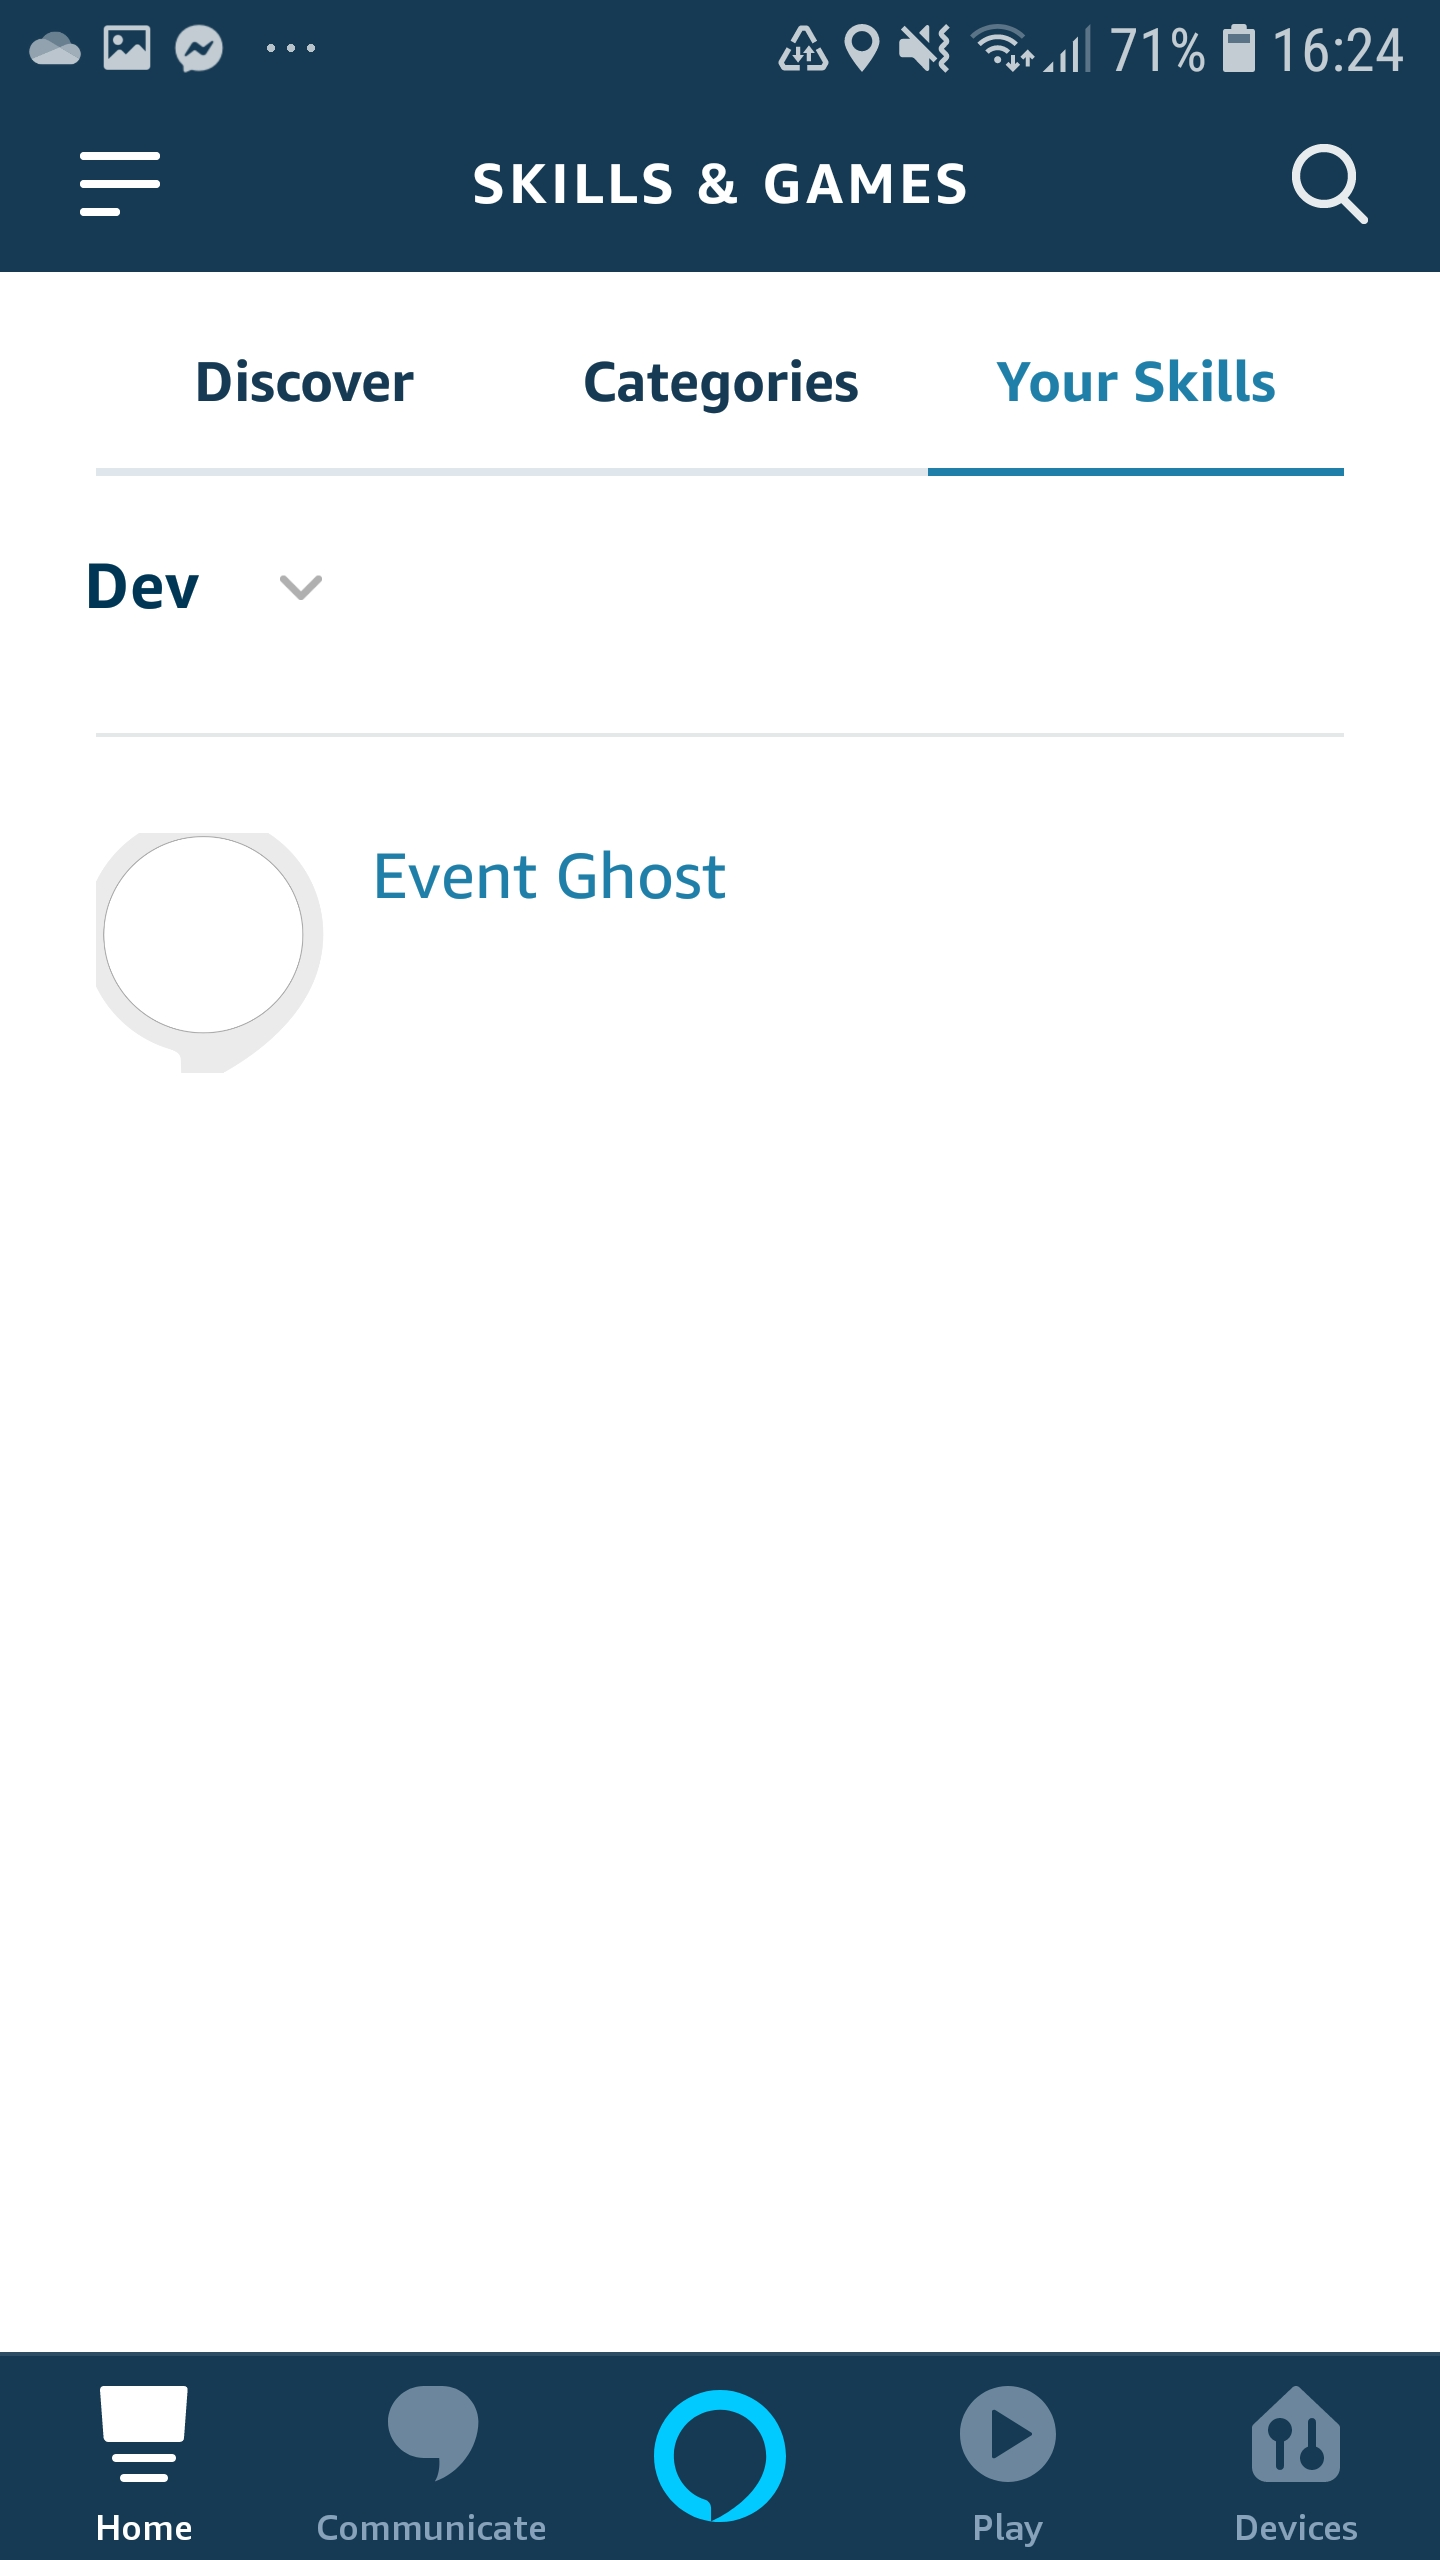 71% 16:24
SKILLS & GAMES
Discover Categories Your Skills
Dev
Event Ghost
Home Communicate Play Devices